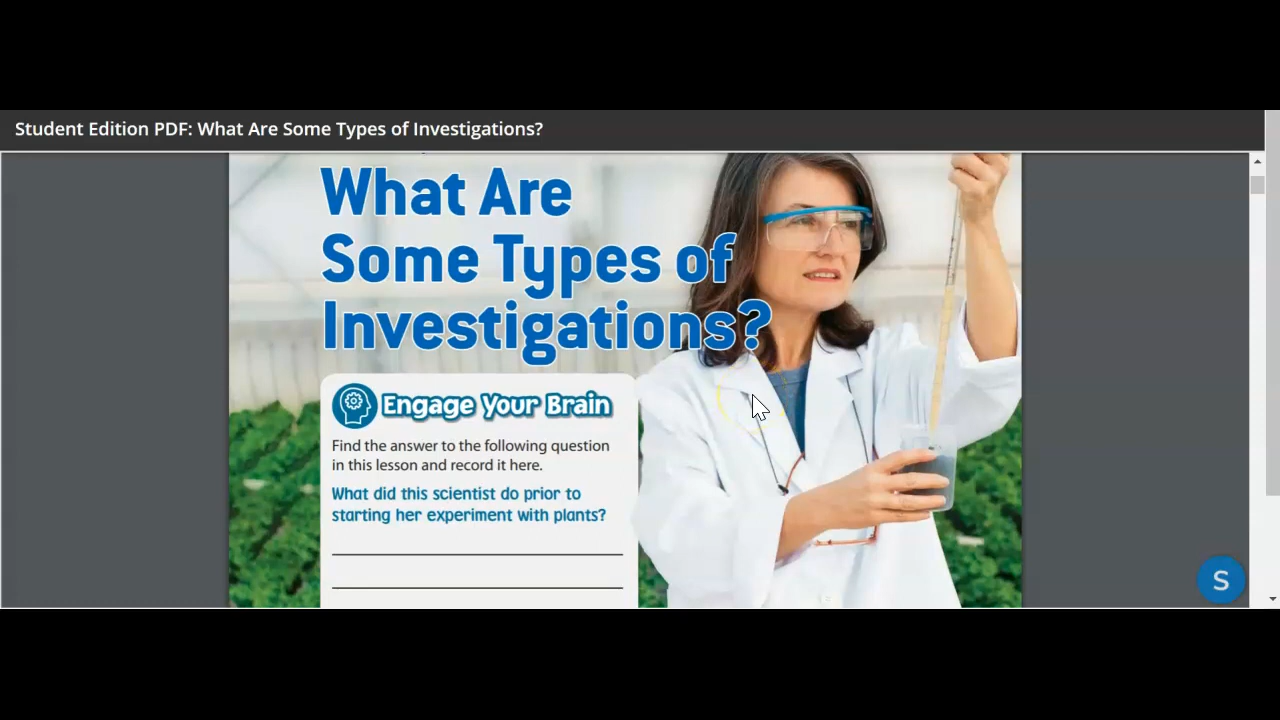 Student Edition PDF: What Are Some Types of Investigations?
What Are
Some Types of
Investigations?
Engage Your Brain
Find the answer to the following question
in this lesson and record it here.
What did this scientist do prior to
starting her experiment with plants?
S